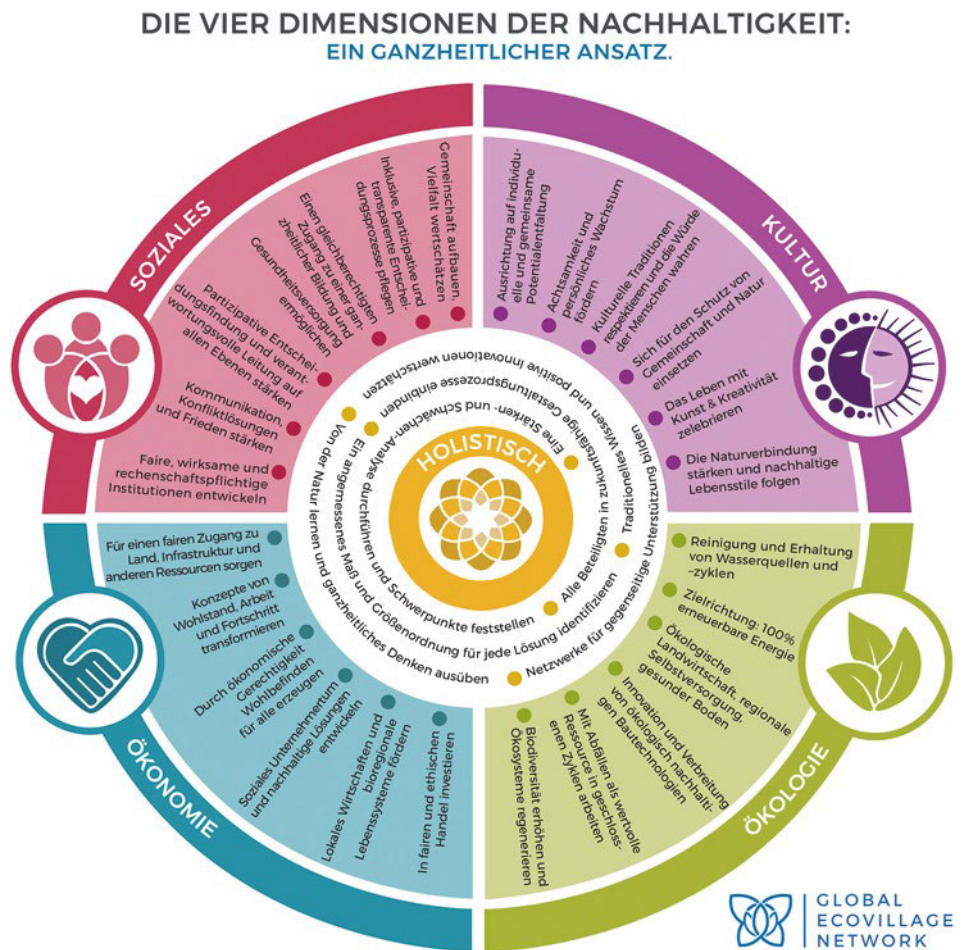 DIE VIER DIMENSIONEN DER NACHHALTIGKEIT:
EIN GANZHEITLICHER ANSATZ.
SOZIALES
Gemeinschaft aufbauen,
Vielfalt wertschätzen
Inklusive, partizipative und
transparente Entschei-
dungsprozesse pflegen
Einen gleichberechtigten
Zugang zu einer gan-
zheitlicher Bildung und
Gesundheitsversorgung
ermöglichen
Partizipative Entschei-
dungsfindung und verant-
wortungsvolle Leitung auf
allen Ebenen stärken
Kommunikation,
Konfliktlösungen
und Frieden stärken
Faire, wirksame und
rechenschaftspflichtige
Institutionen entwickeln
KULTUR
Ausrichtung auf individu-
elle und gemeinsame
Potentialentfaltung
Achtsamkeit und
persönliches Wachstum
fördern
Kulturelle Traditionen
respektieren und die Würde
der Menschen wahren
Sich für den Schutz von
Gemeinschaft und Natur
einsetzen
Das Leben mit
Kunst & Kreativität
zelebrieren
Die Naturverbindung
stärken und nachhaltige
Lebensstile folgen
HOLISTISCH
Eine Stärken- und Schwächen-Analyse durchführen und Schwerpunkte feststellen
Alle Beteiligten in zukunftsfähige Gestaltungsprozesse einbinden
Ein angemessenes Maß und Größenordnung für jede Lösung identifizieren
Traditionelles Wissen und positive Innovationen wertschätzen
Von der Natur lernen und ganzheitliches Denken ausüben
Netzwerke für gegenseitige Unterstützung bilden
ÖKONOMIE
Für einen fairen Zugang zu
Land, Infrastruktur und
anderen Ressourcen sorgen
Konzepte von
Wohlstand, Arbeit
und Fortschritt
transformieren
Durch ökonomische
Gerechtigkeit
Wohlbefinden
für alle erzeugen
Soziales Unternehmertum
und nachhaltige Lösungen
entwickeln
Lokales Wirtschaften und
bioregionale
Lebenssysteme fördern
In fairen und ethischen
Handel investieren
ÖKOLOGIE
Reinigung und Erhaltung
von Wasserquellen und
-zyklen
Zielrichtung: 100%
erneuerbare Energie
Ökologische
Landwirtschaft, regionale
Selbstversorgung,
gesunder Boden
Innovation und Verbreitung
von ökologisch nachhalti-
gen Bautechnologien
Mit Abfällen als wertvolle
Ressource in geschloss-
enen Zyklen arbeiten
Biodiversität erhöhen und
Ökosysteme regenerieren
GLOBAL
ECOVILLAGE
NETWORK